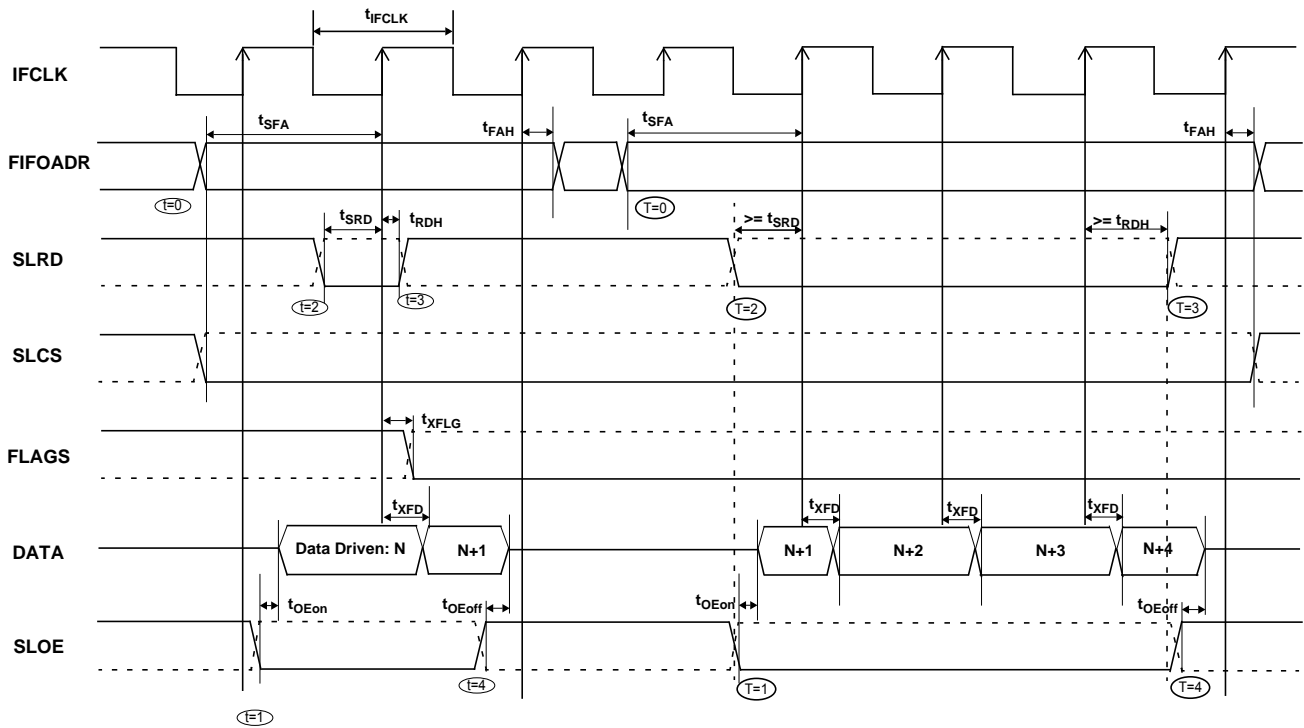 tIFCLK
IFCLK
tSFA
tFAH
tSFA
tFAH
FIFOADR
t=0
T=0
tSRD
tRDH
>= tSRD
>= tRDH
SLRD
t=2
t=3
T=2
T=3
SLCS
tXFLG
FLAGS
tXFD
tXFD
tXFD
tXFD
DATA
Data Driven: N
N+1
N+1
N+2
N+3
N+4
tOEon
tOEoff
tOEon
tOEoff
SLOE
t=4
T=1
T=4
t=1